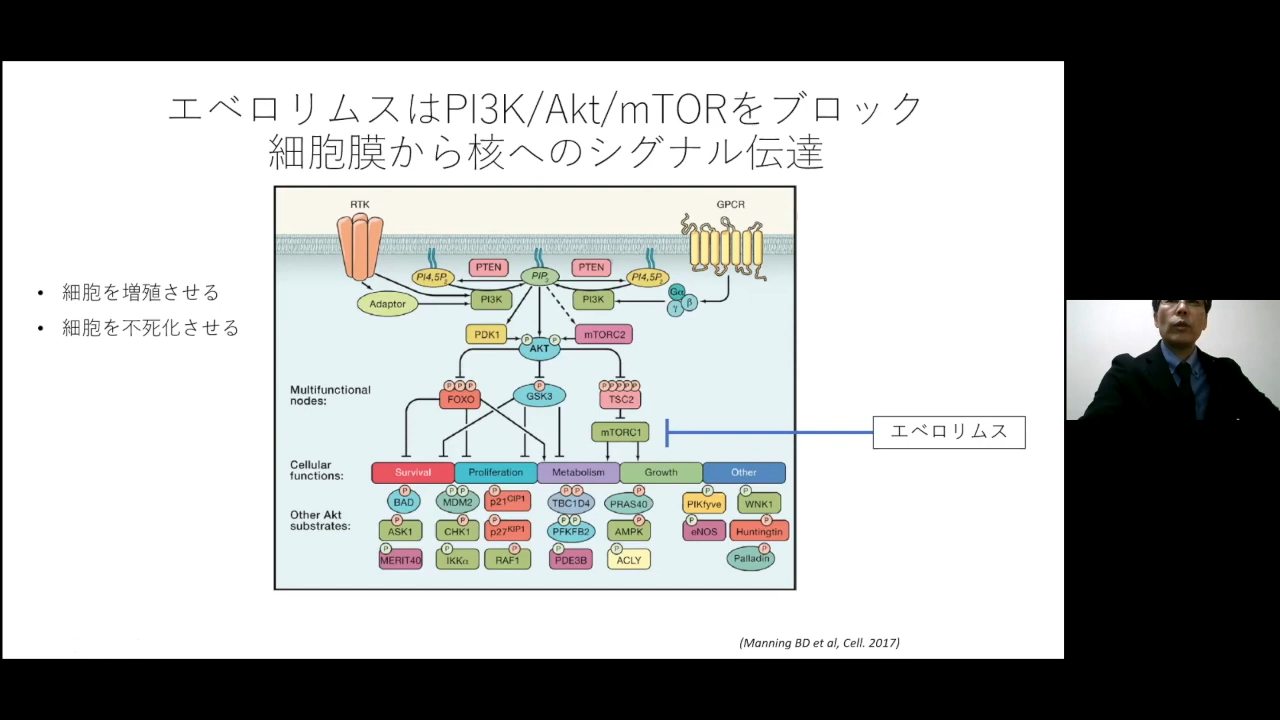 エベロリムスはPI3K/Akt/mTORをブロック
細胞膜から核へのシグナル伝達
• 細胞を増殖させる
• 細胞を不死化させる
RTK
GPCR
PTEN
PTEN
PI4,5P2
PIP3
PI4,5P2
Adaptor
PI3K
PI3K
Gα
γ
β
PDK1
P
P
mTORC2
AKT
Multifunctional
nodes:
P P P
FOXO
P
GSK3
P P P P P
TSC2
mTORC1
エベロリムス
Cellular
functions:
Survival
Proliferation
Metabolism
Growth
Other
Other Akt
substrates:
P
BAD
P P
MDM2
P
p21CIP1
P P
TBC1D4
P
PRAS40
P
PIKfyve
P
WNK1
P
ASK1
P
CHK1
P
p27KIP1
P P
PFKFB2
P
AMPK
P
eNOS
P
Huntingtin
P
MERIT40
P
IKKα
P
RAF1
P
PDE3B
P
ACLY
P
Palladin
(Manning BD et al, Cell. 2017)